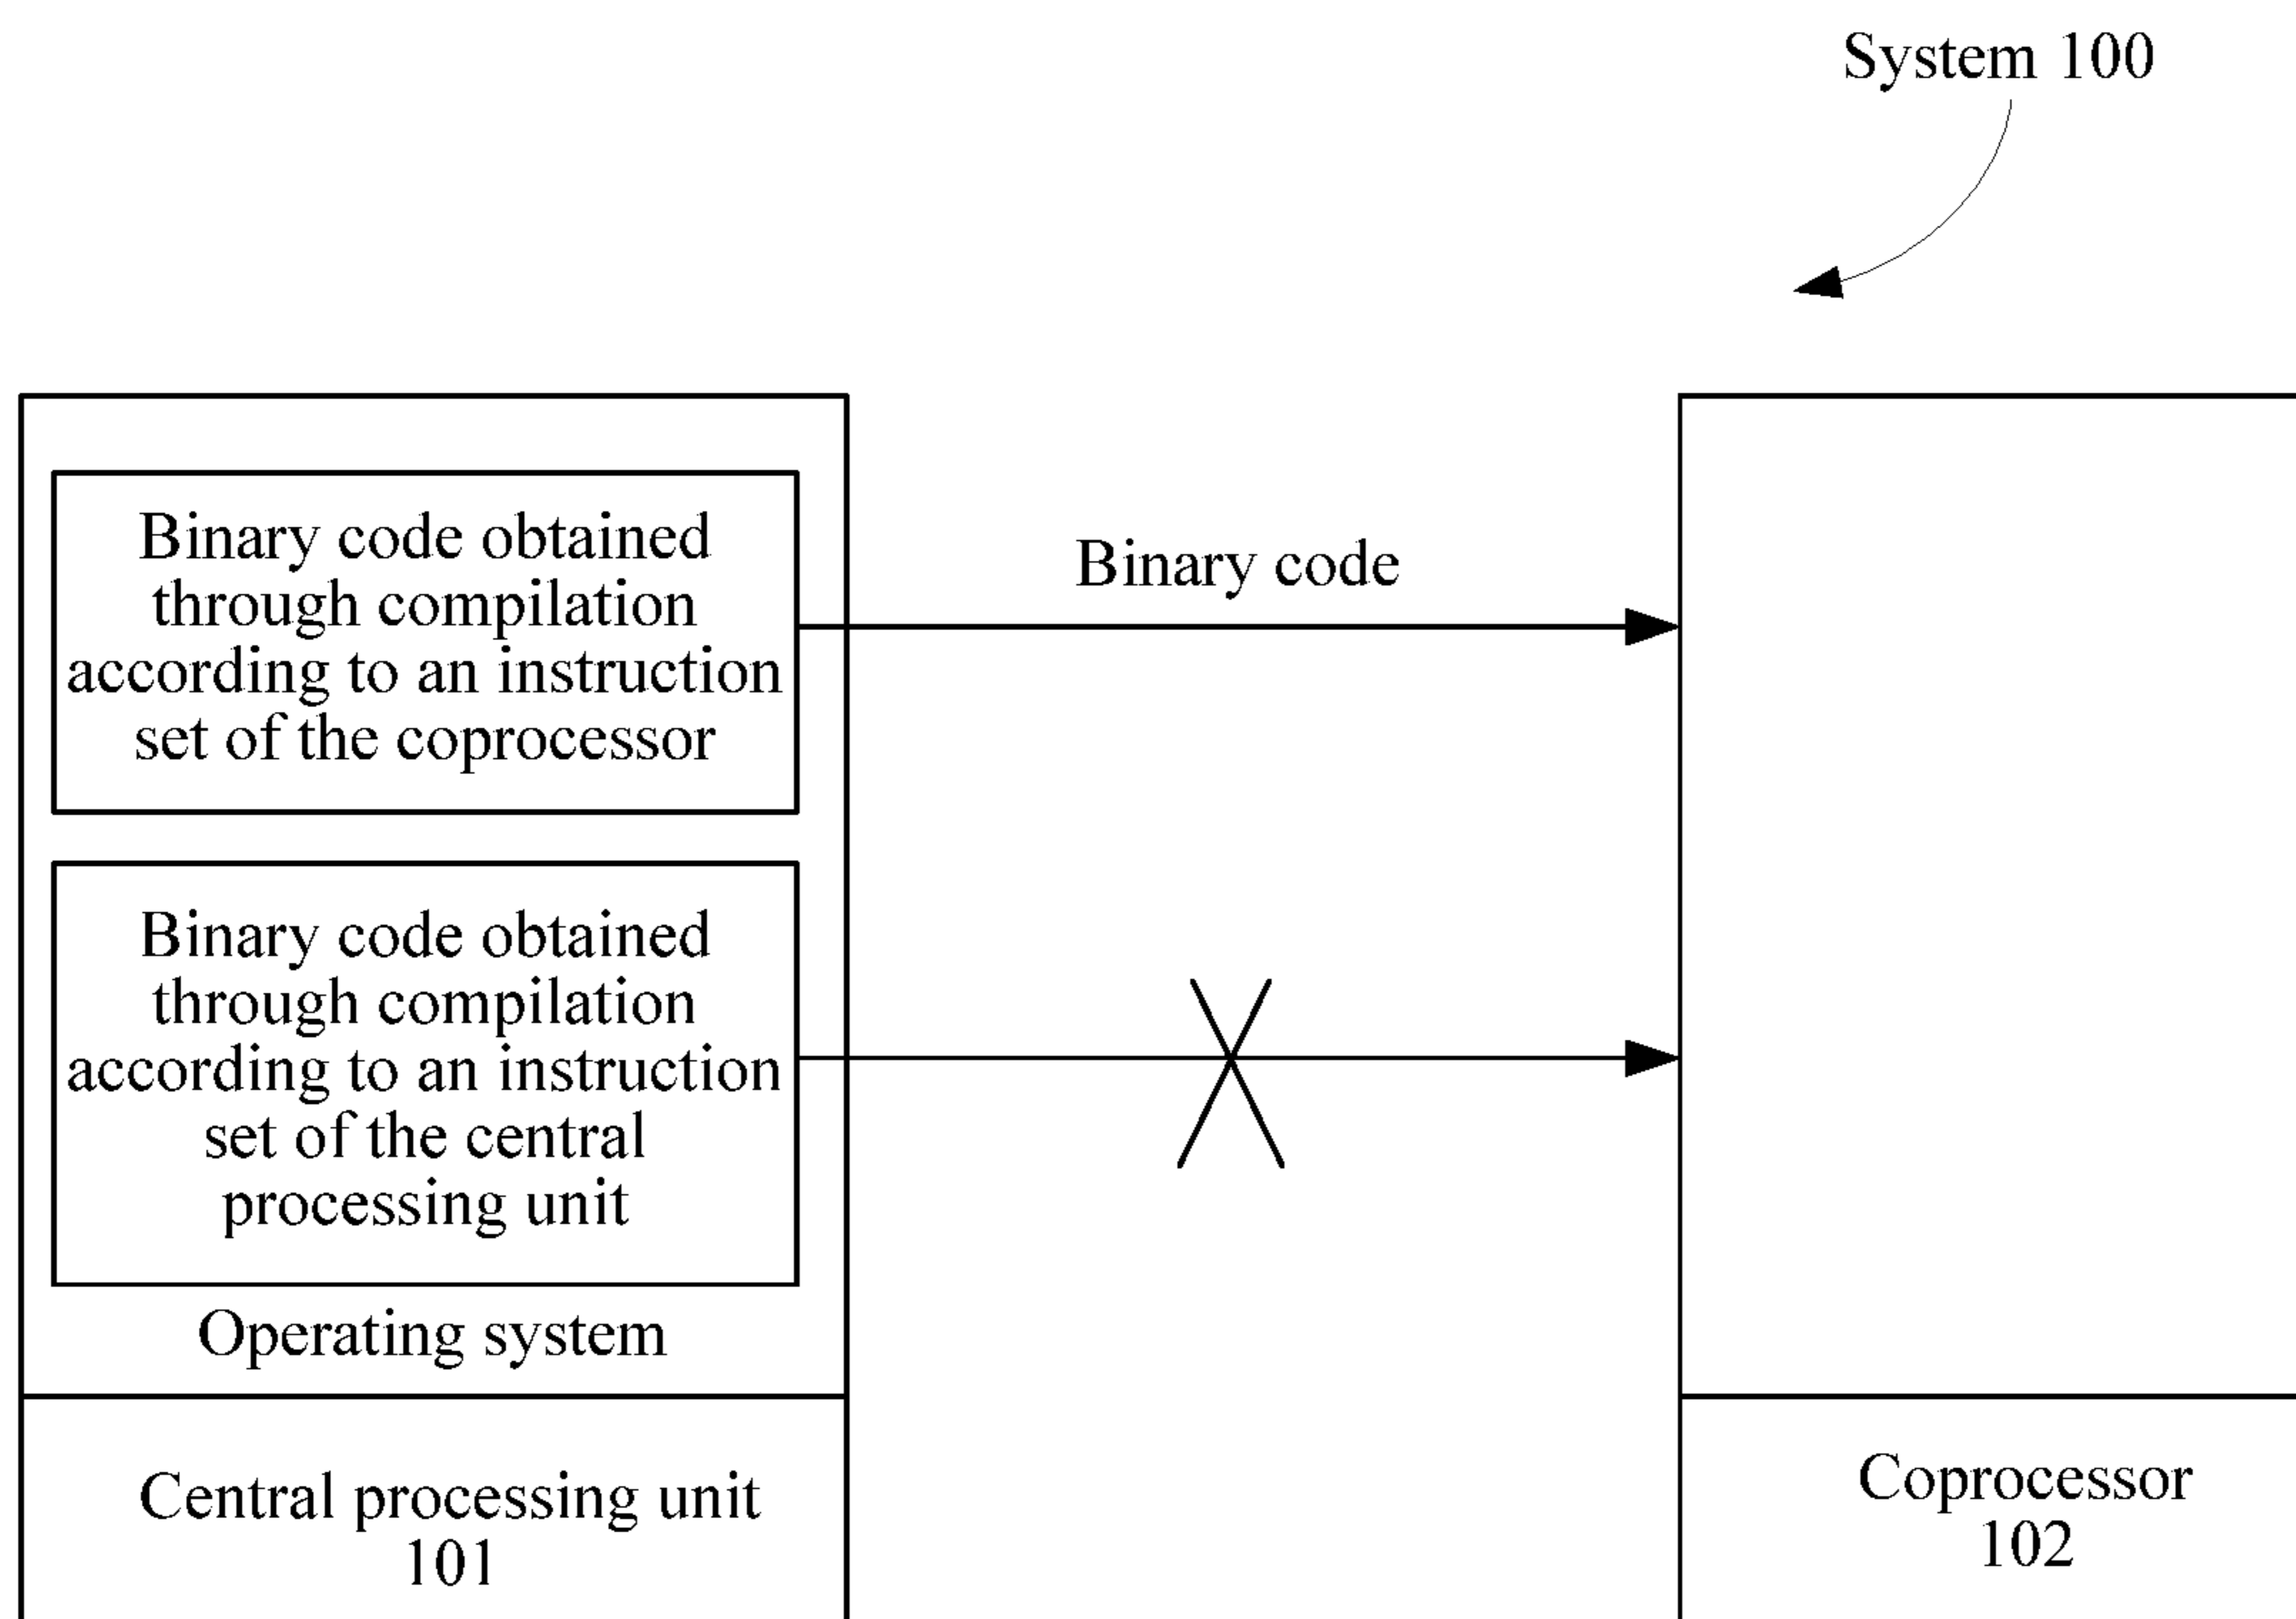 System 100
Binary code obtained
through compilation
according to an instruction
set of the coprocessor
Binary code
Binary code obtained
through compilation
according to an instruction
set of the central
processing unit
Operating system
Central processing unit
101
Coprocessor
102